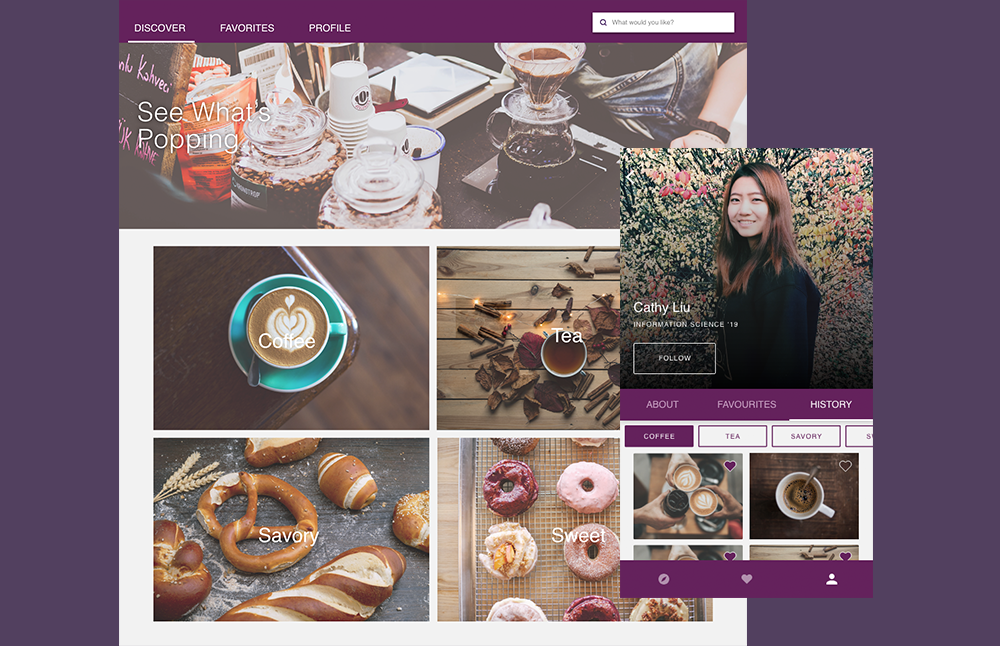 DISCOVER FAVORITES PROFILE
What would you like?
See What's
Popping
Coffee
Tea
Savory
Sweet
Cathy Liu
INFORMATION SCIENCE '19
FOLLOW
ABOUT FAVOURITES HISTORY
COFFEE TEA SAVORY